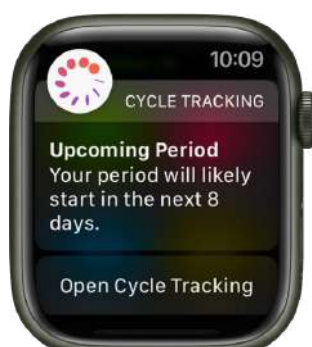 10:09
CYCLE TRACKING
Upcoming Period
Your period will likely
start in the next 8
days.
Open Cycle Tracking